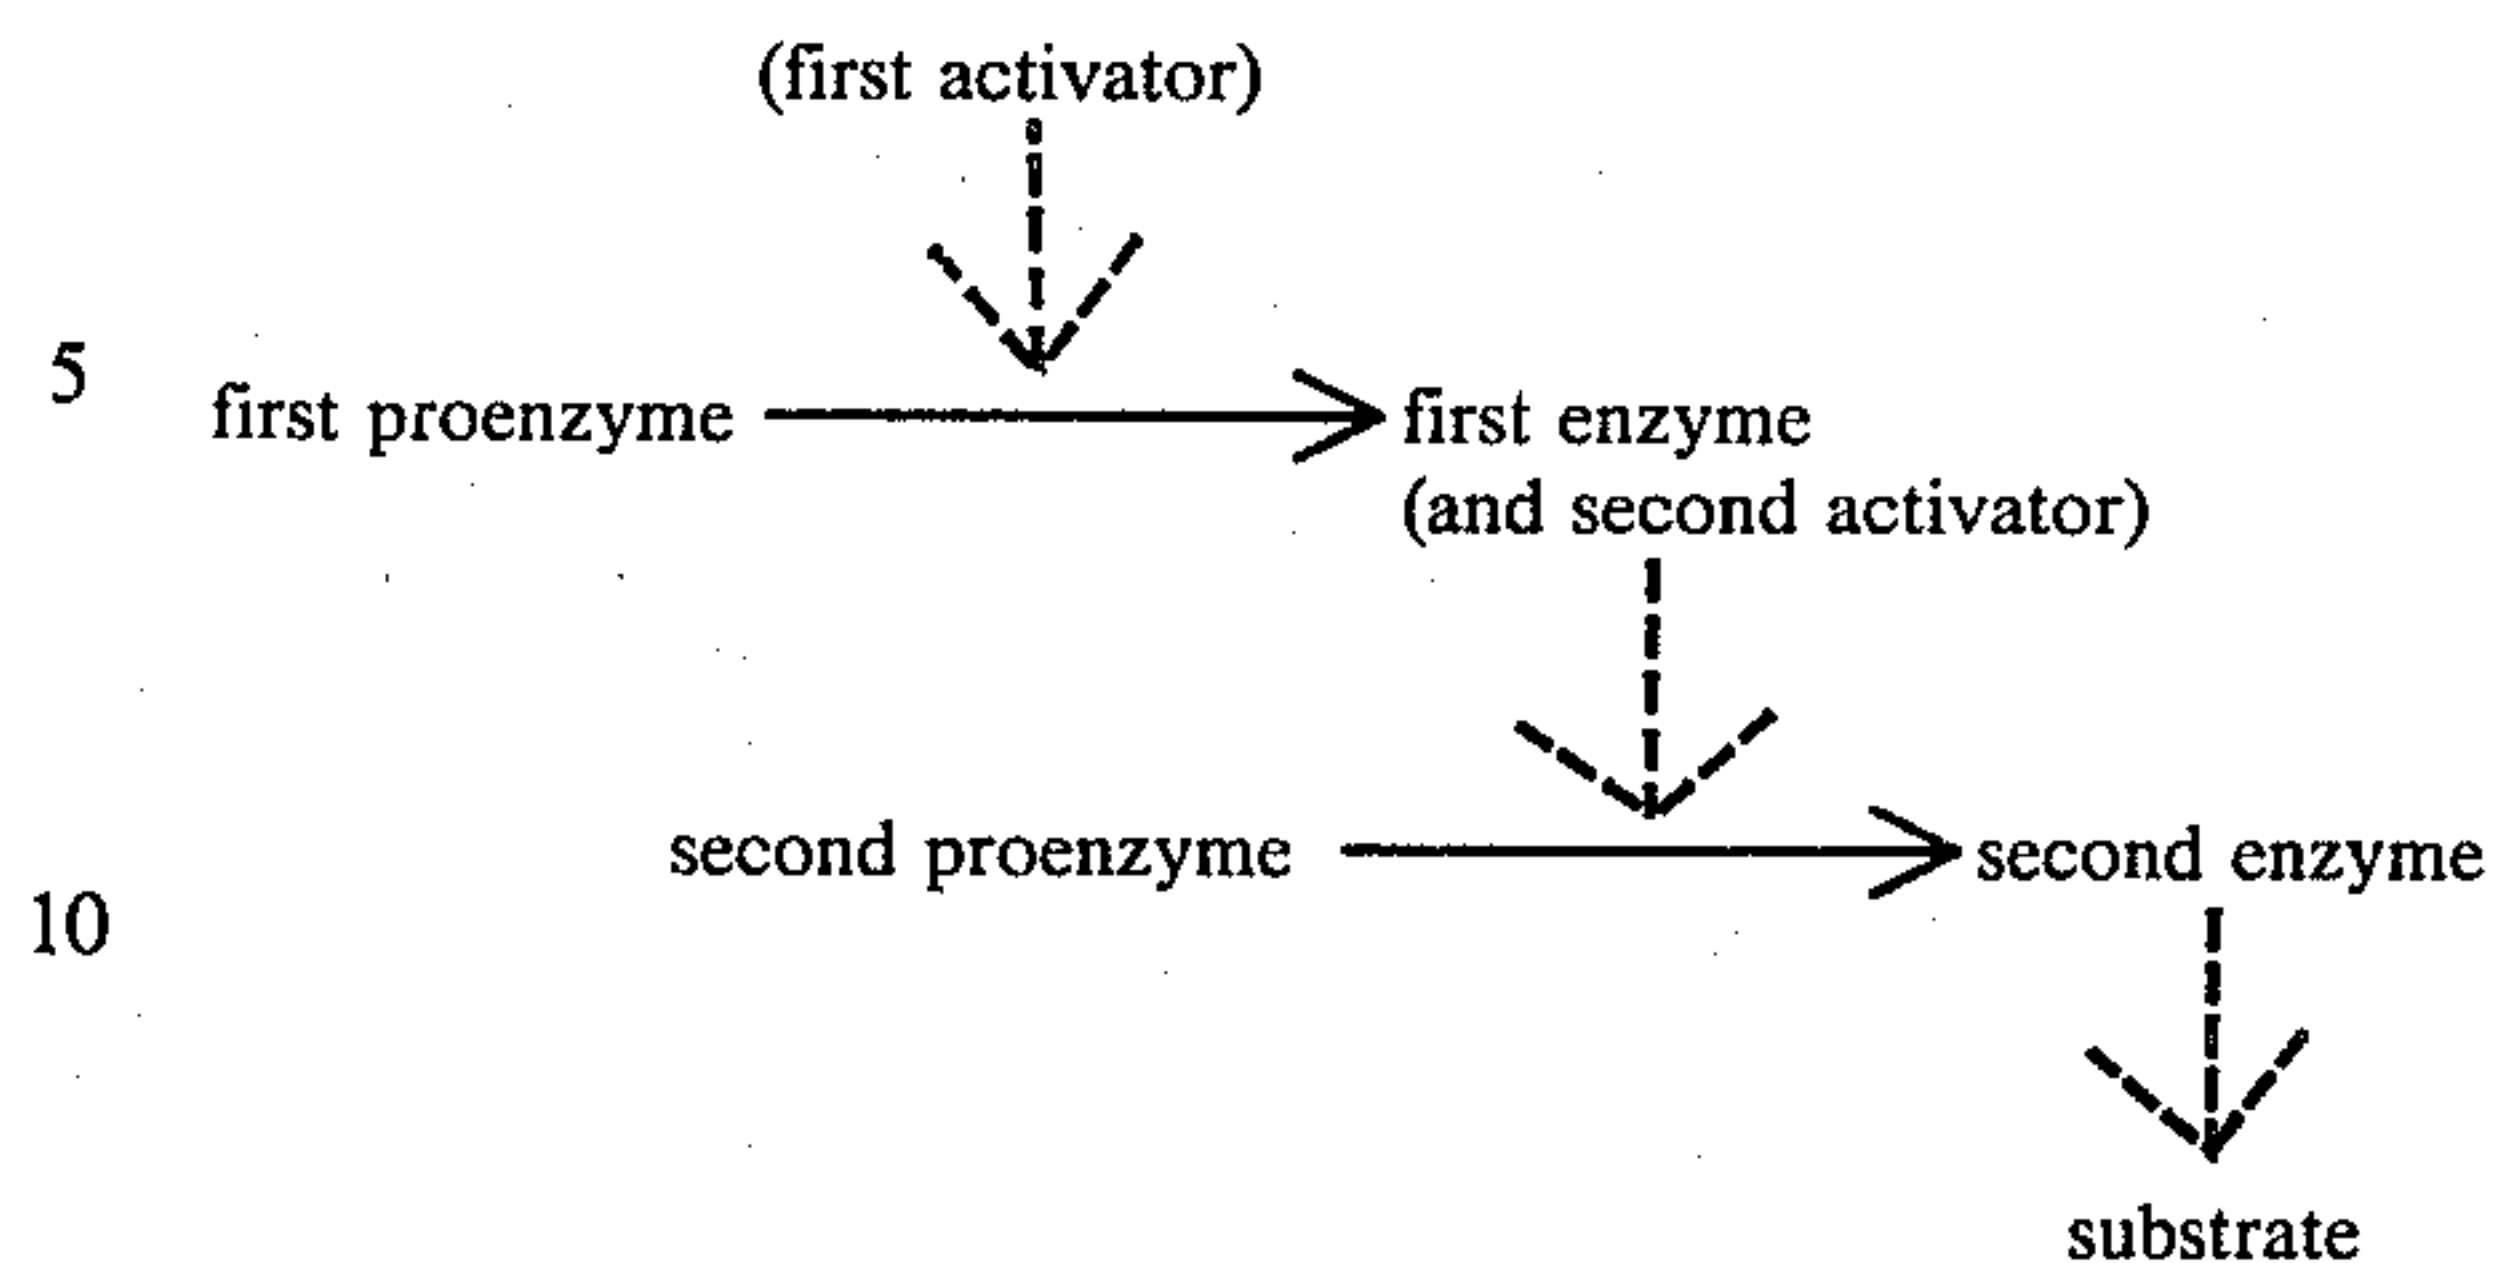 (first activator)
5
first proenzyme first enzyme
(and second activator)
second proenzyme second enzyme
10
substrate